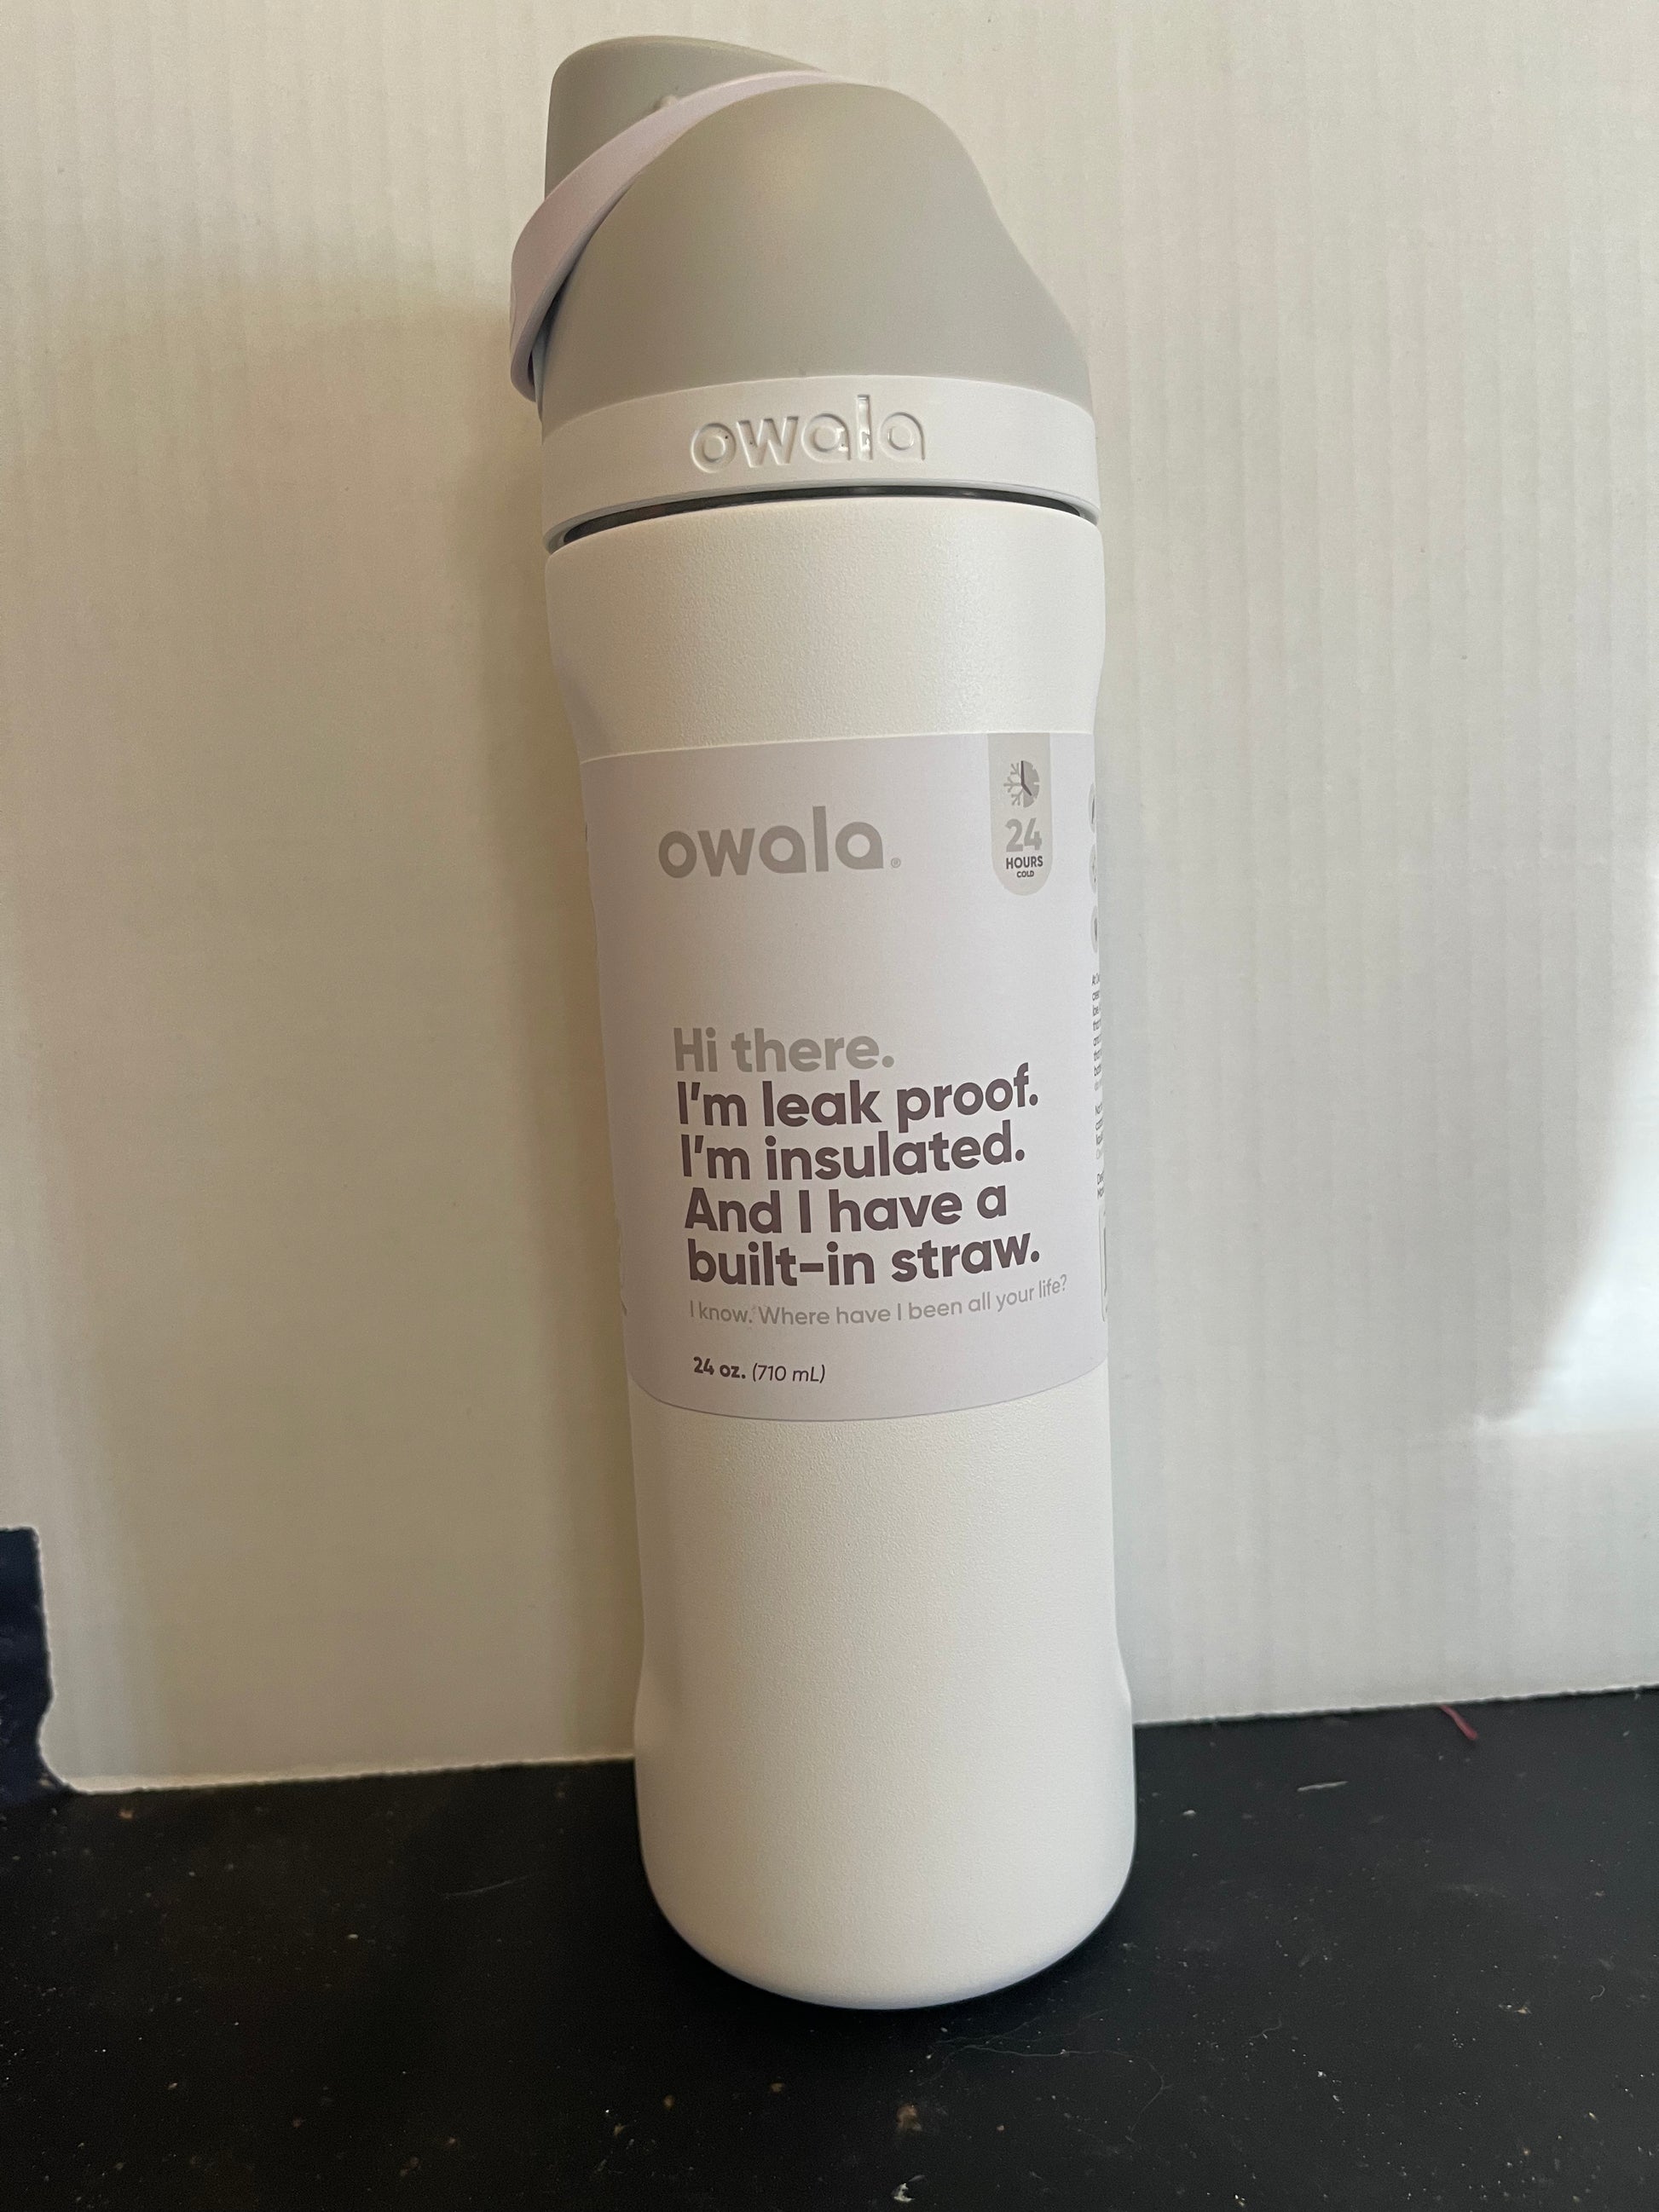 owala
owala®
24
HOURS
COLD
Hi there.
I'm leak proof.
I'm insulated.
And I have a
built-in straw.
I know. Where have I been all your life?
24 oz. (710 mL)